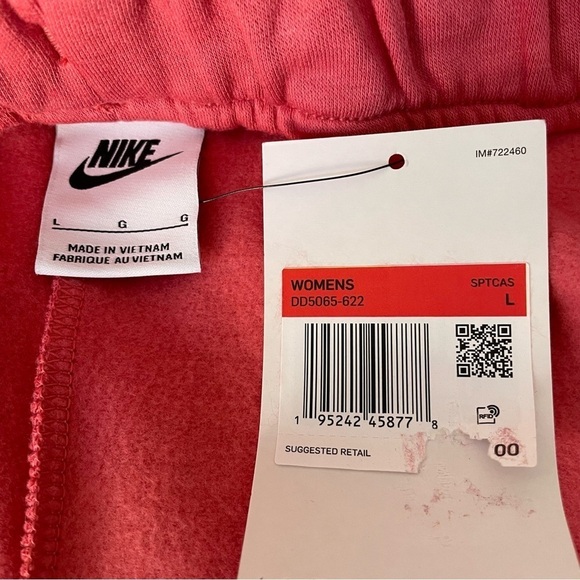 NIKE
L G G
MADE IN VIETNAM
FABRIQUE AU VIETNAM
IM#722460
WOMENS SPTCAS
DD5065-622 L
1 95242 45877 8
RFID
SUGGESTED RETAIL 00